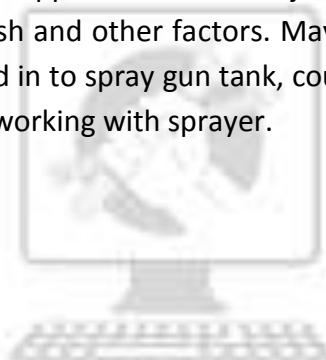 sh and other factors. May
d in to spray gun tank, cou
working with sprayer.